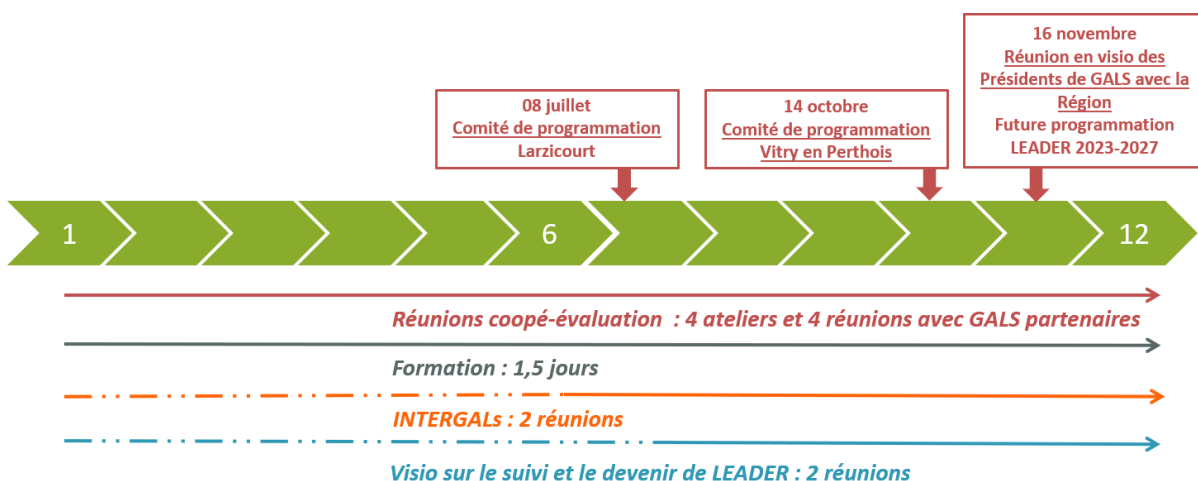 08 juillet
Comité de programmation
Larzicourt
14 octobre
Comité de programmation
Vitry en Perthois
16 novembre
Réunion en visio des
Présidents de GALS avec la
Région
Future programmation
LEADER 2023-2027
1
6
12
Réunions coopé-évaluation : 4 ateliers et 4 réunions avec GALS partenaires
Formation : 1,5 jours
INTERGALs : 2 réunions
Visio sur le suivi et le devenir de LEADER : 2 réunions